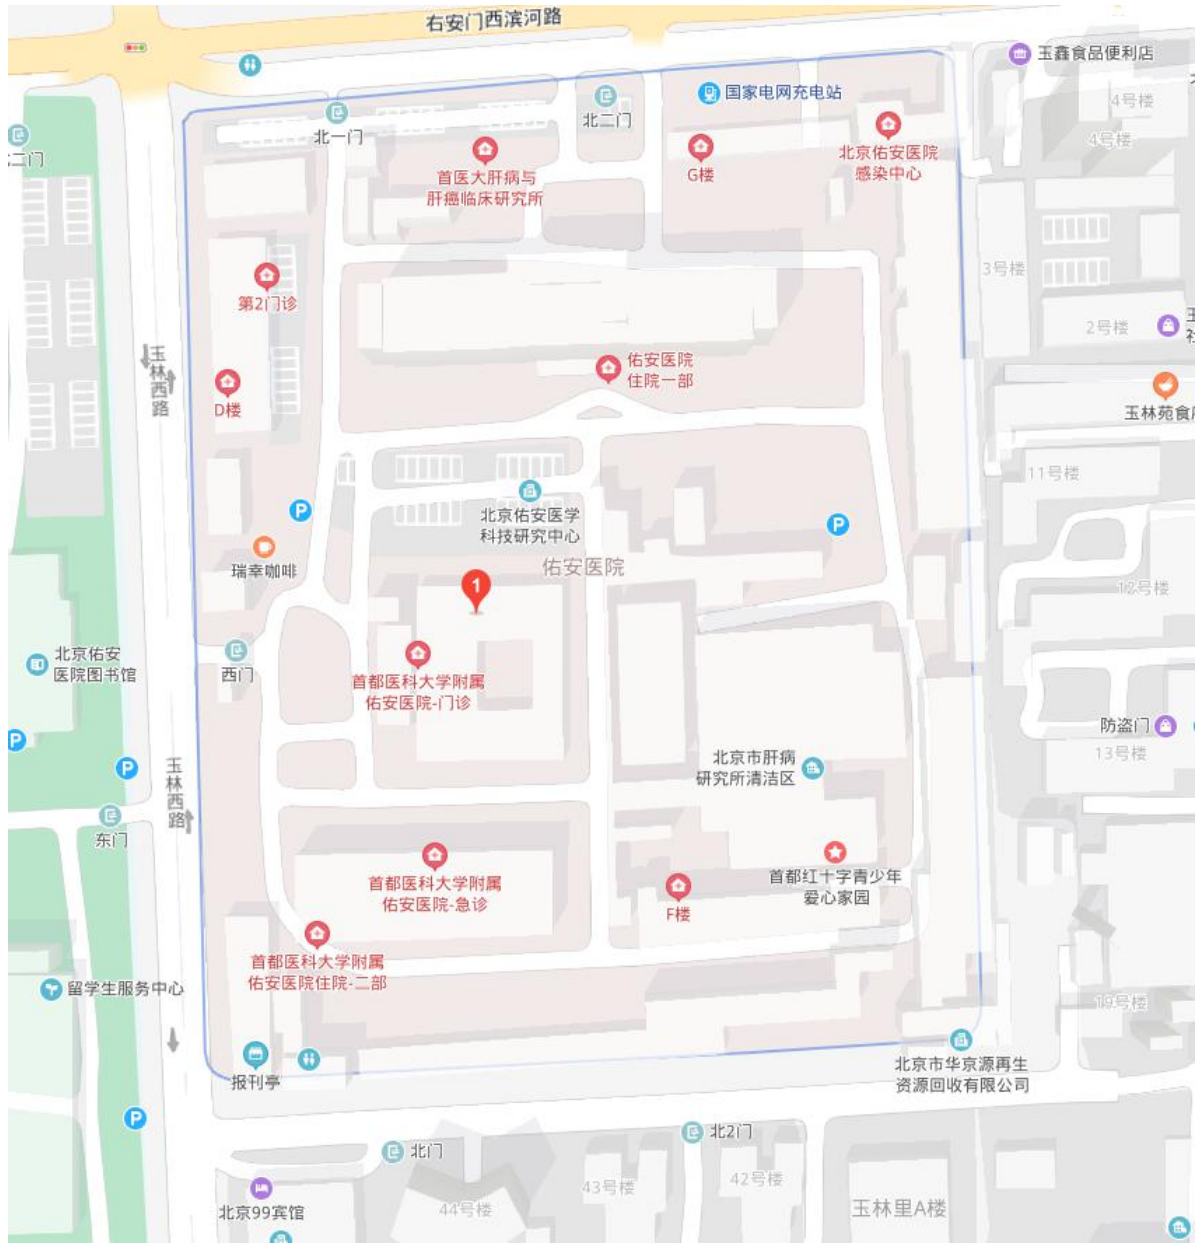 右安门西滨河路
玉鑫食品便利店
国家电网充电站
4号楼
北一门
北二门
4号楼
二门
北京佑安医院
感染中心
首医大肝病与
肝癌临床研究所
G楼
3号楼
第2门诊
2号楼
玉林西路
佑安医院
住院一部
D楼
玉林苑食
11号楼
北京佑安医学
科技研究中心
佑安医院
瑞幸咖啡
1
12号楼
北京佑安
医院图书馆
西门
首都医科大学附属
佑安医院-门诊
防盗门
13号楼
北京市肝病
研究所清洁区
玉林西路
东门
首都医科大学附属
佑安医院-急诊
首都红十字青少年
爱心家园
F楼
首都医科大学附属
佑安医院住院-二部
留学生服务中心
19号楼
报刊亭
北京市华京源再生
资源回收有限公司
北门
北2门
43号楼
42号楼
44号楼
玉林里A楼
北京99宾馆